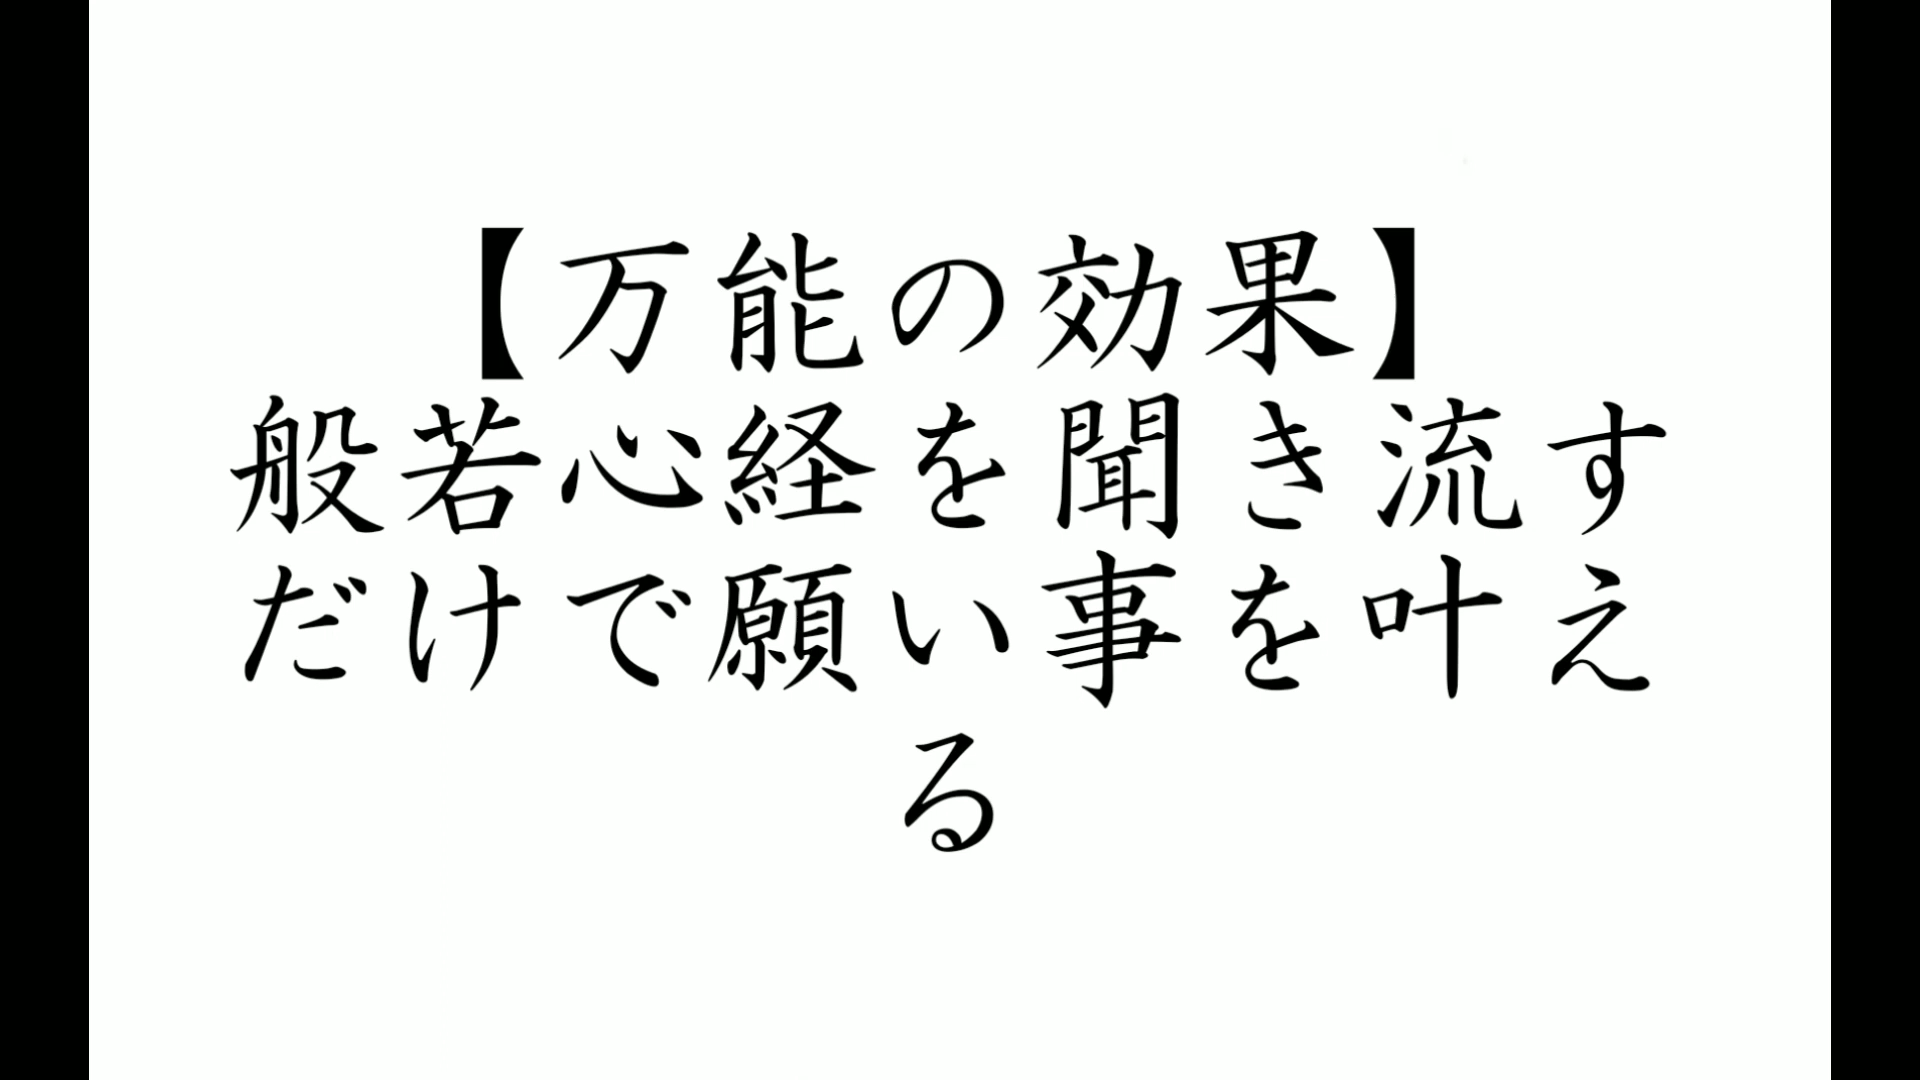 【万能の効果】
般若心経を聞き流す
だけで願い事を叶え
る